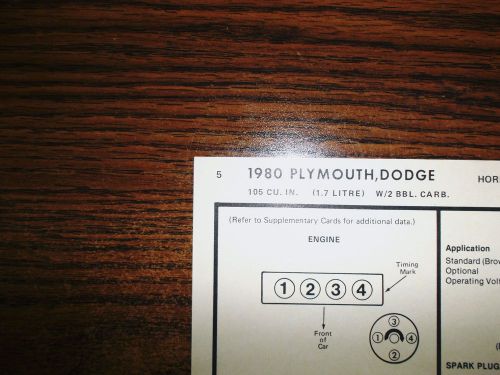 5 1980 PLYMOUTH,DODGE HOR
105 CU. IN. (1.7 LITRE) W/2 BBL. CARB.
(Refer to Supplementary Cards for additional data.)
ENGINE
Timing
Mark
1 2 3 4
Front
of
Car
3
1 4
2
Application
Standard (Brow
Optional
Operating Volt
SPARK PLUG